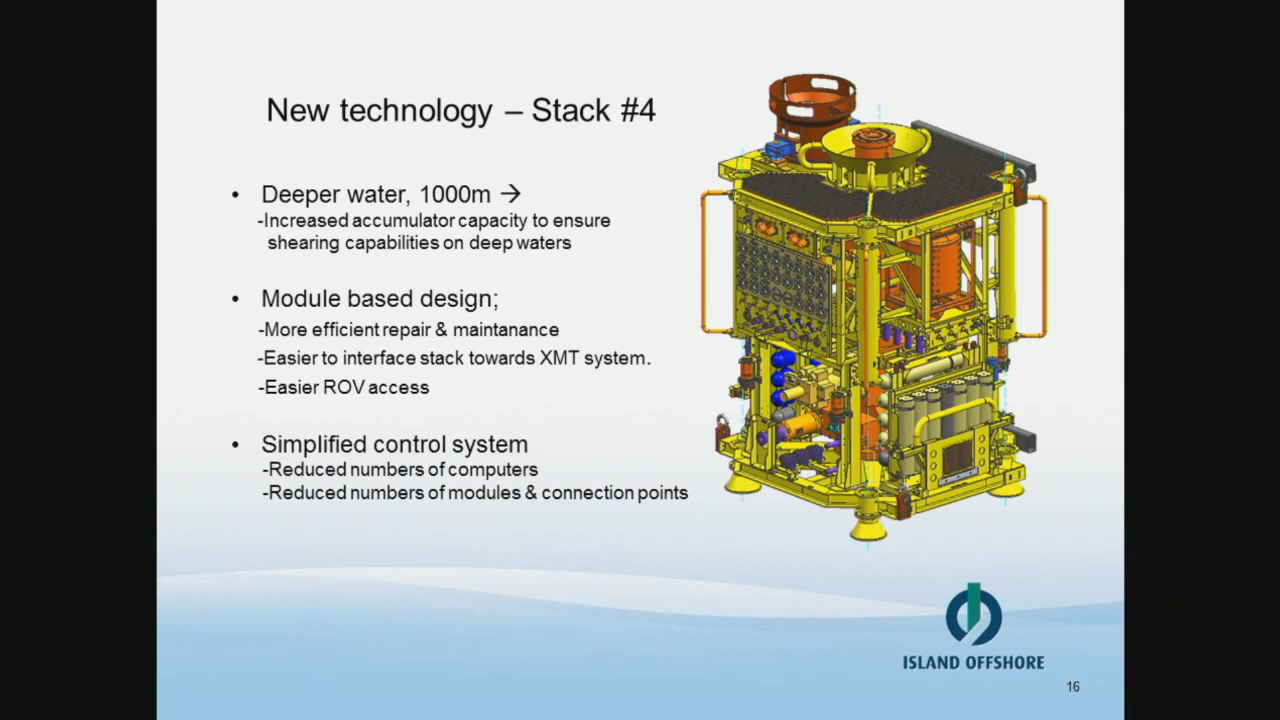 New technology – Stack #4
• Deeper water, 1000m →
-Increased accumulator capacity to ensure
shearing capabilities on deep waters
• Module based design;
-More efficient repair & maintanance
-Easier to interface stack towards XMT system.
-Easier ROV access
• Simplified control system
-Reduced numbers of computers
-Reduced numbers of modules & connection points
ISLAND OFFSHORE
16